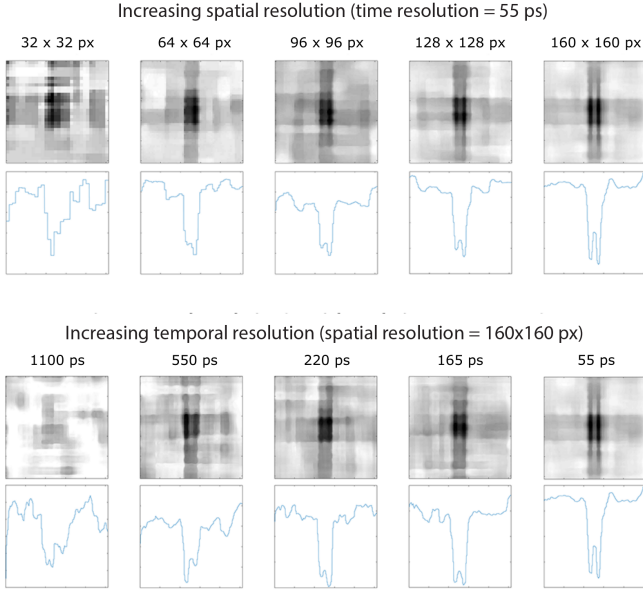 Increasing spatial resolution (time resolution = 55 ps)
32 x 32 px 64 x 64 px 96 x 96 px 128 x 128 px 160 x 160 px
Increasing temporal resolution (spatial resolution = 160x160 px)
1100 ps 550 ps 220 ps 165 ps 55 ps